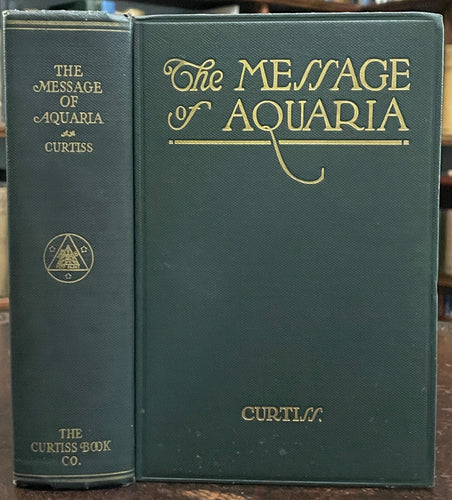 THE
MESSAGE
OF
AQUARIA
CURTISS
THE
CURTISS BOOK
CO.
The MESSAGE
of AQUARIA
CURTISS